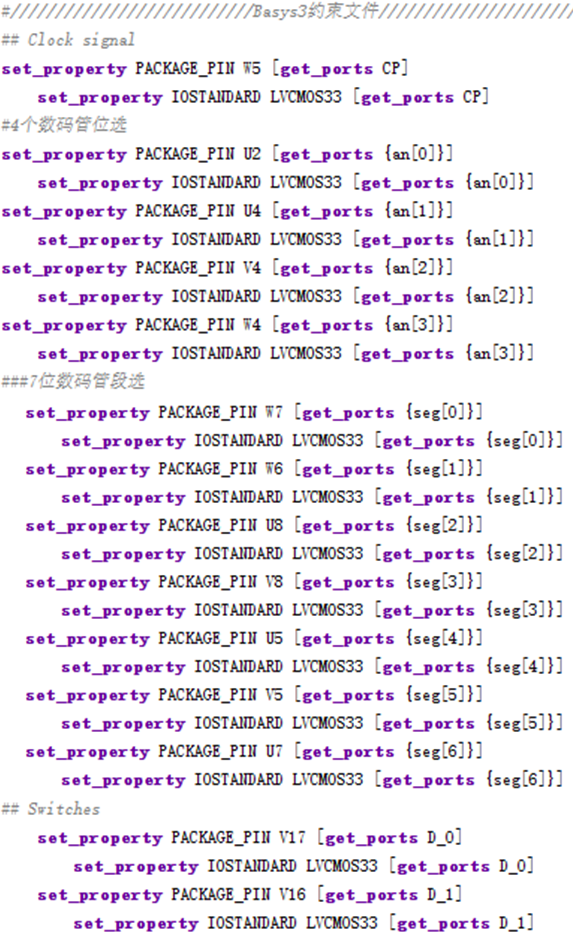 #///////////////////////////Basys3约束文件//////////////////////
## Clock signal
set_property PACKAGE_PIN W5 [get_ports CP]
set_property IOSTANDARD LVCMOS33 [get_ports CP]
#4个数码管位选
set_property PACKAGE_PIN U2 [get_ports {an[0]}]
set_property IOSTANDARD LVCMOS33 [get_ports {an[0]}]
set_property PACKAGE_PIN U4 [get_ports {an[1]}]
set_property IOSTANDARD LVCMOS33 [get_ports {an[1]}]
set_property PACKAGE_PIN V4 [get_ports {an[2]}]
set_property IOSTANDARD LVCMOS33 [get_ports {an[2]}]
set_property PACKAGE_PIN W4 [get_ports {an[3]}]
set_property IOSTANDARD LVCMOS33 [get_ports {an[3]}]
###7位数码管段选
set_property PACKAGE_PIN W7 [get_ports {seg[0]}]
set_property IOSTANDARD LVCMOS33 [get_ports {seg[0]}]
set_property PACKAGE_PIN W6 [get_ports {seg[1]}]
set_property IOSTANDARD LVCMOS33 [get_ports {seg[1]}]
set_property PACKAGE_PIN U8 [get_ports {seg[2]}]
set_property IOSTANDARD LVCMOS33 [get_ports {seg[2]}]
set_property PACKAGE_PIN V8 [get_ports {seg[3]}]
set_property IOSTANDARD LVCMOS33 [get_ports {seg[3]}]
set_property PACKAGE_PIN U5 [get_ports {seg[4]}]
set_property IOSTANDARD LVCMOS33 [get_ports {seg[4]}]
set_property PACKAGE_PIN V5 [get_ports {seg[5]}]
set_property IOSTANDARD LVCMOS33 [get_ports {seg[5]}]
set_property PACKAGE_PIN U7 [get_ports {seg[6]}]
set_property IOSTANDARD LVCMOS33 [get_ports {seg[6]}]
## Switches
set_property PACKAGE_PIN V17 [get_ports D_0]
set_property IOSTANDARD LVCMOS33 [get_ports D_0]
set_property PACKAGE_PIN V16 [get_ports D_1]
set_property IOSTANDARD LVCMOS33 [get_ports D_1]